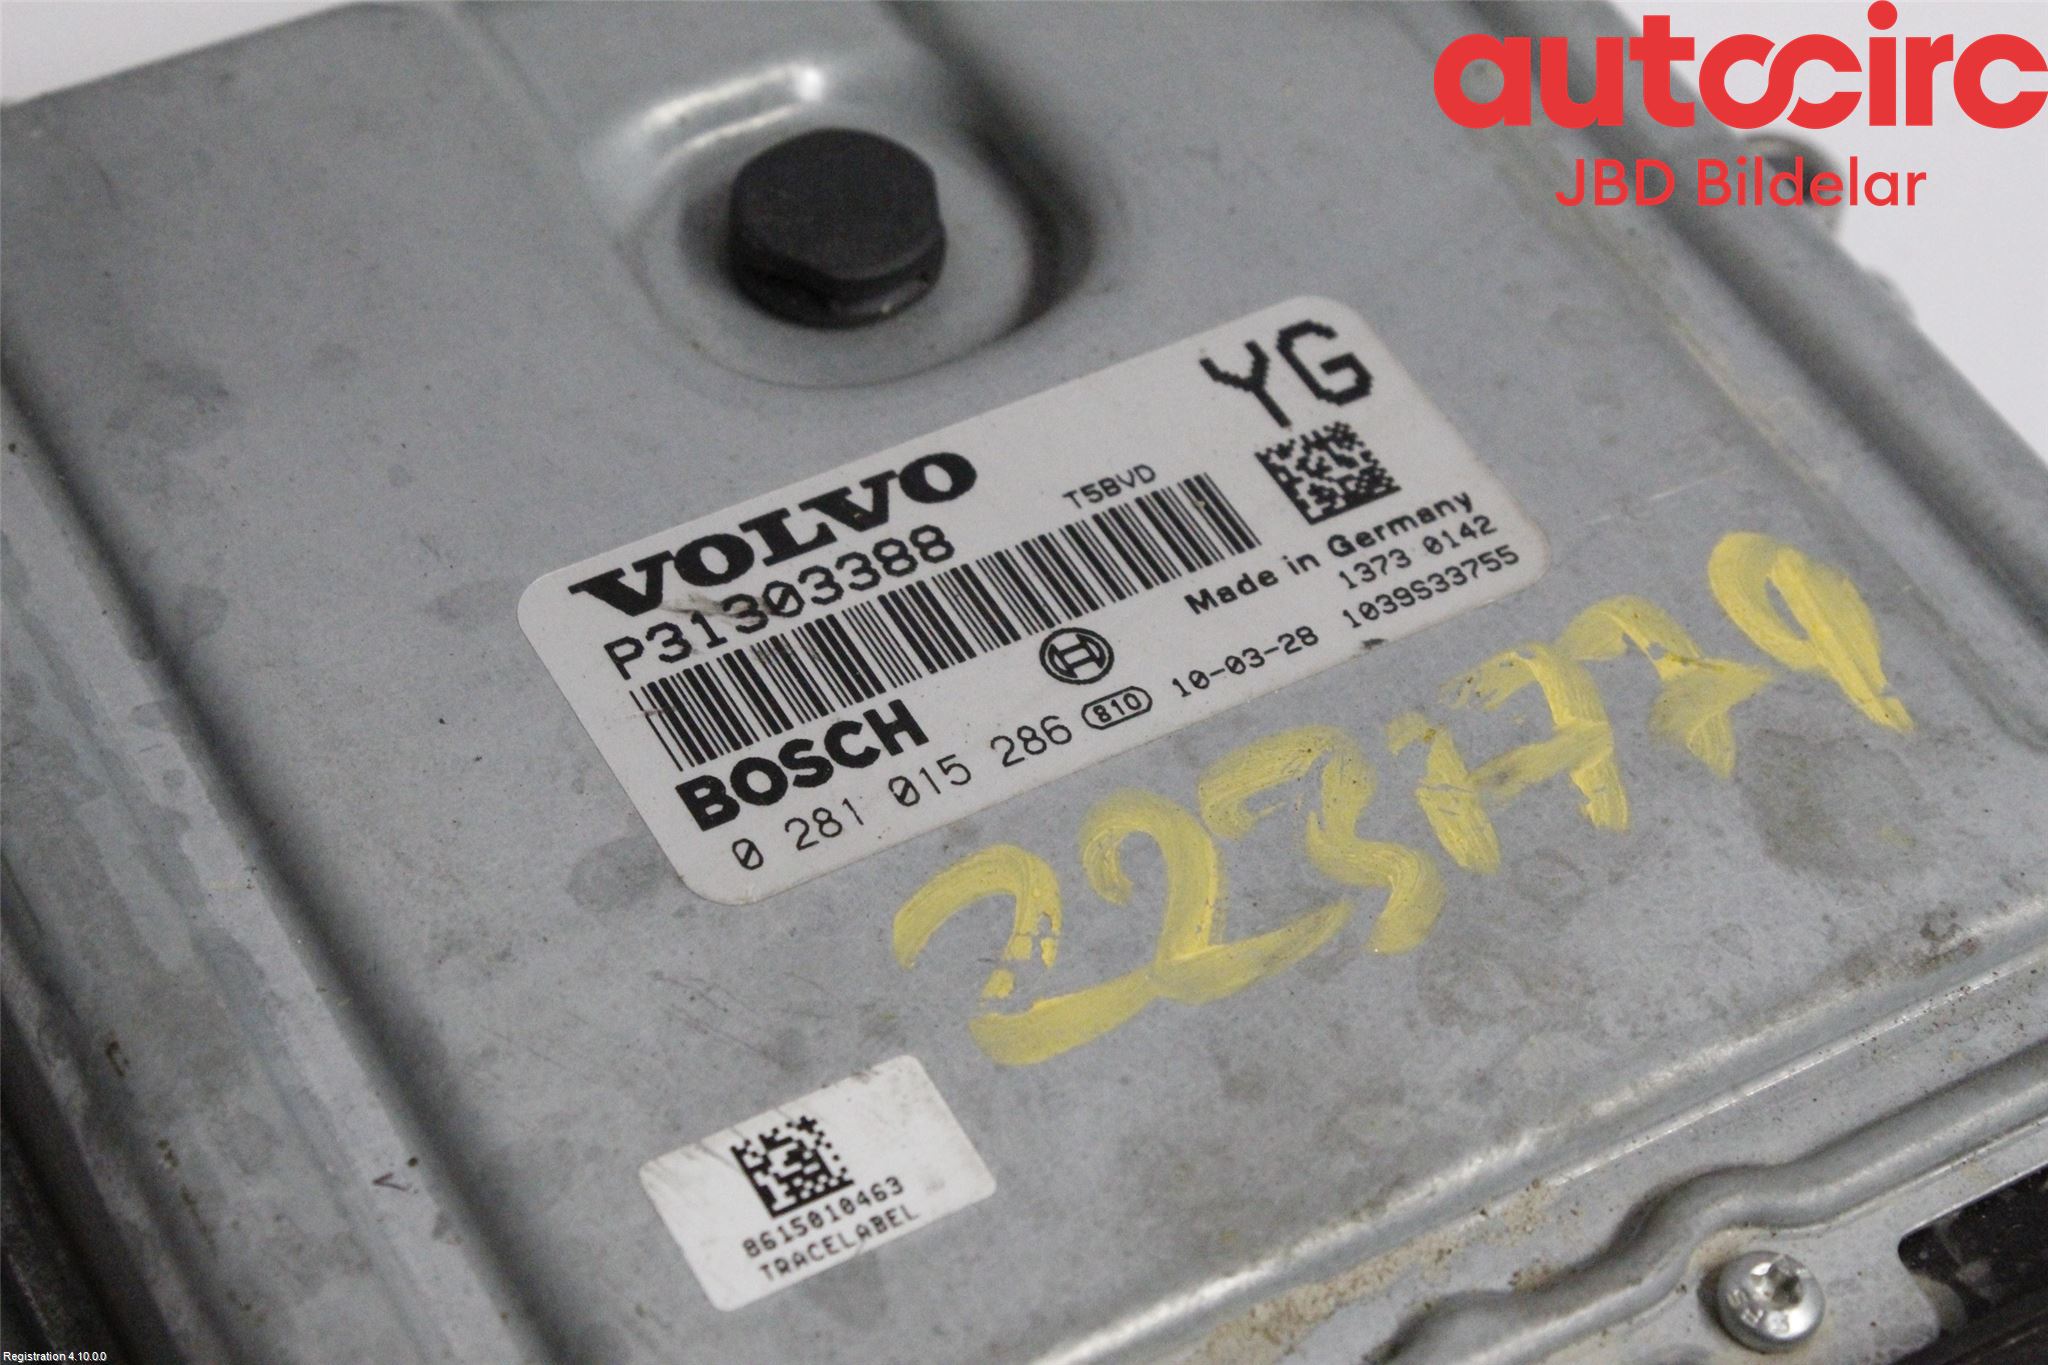 autocirc
JBD Bildelar
YG
VOLVO
T5BVD
P31303388
Made in Germany
1373 0142
BOSCH
810
10-03-28
1039S33755
0 281 015 286
8615010463
TRACELABEL
Registration 4.10.0.0